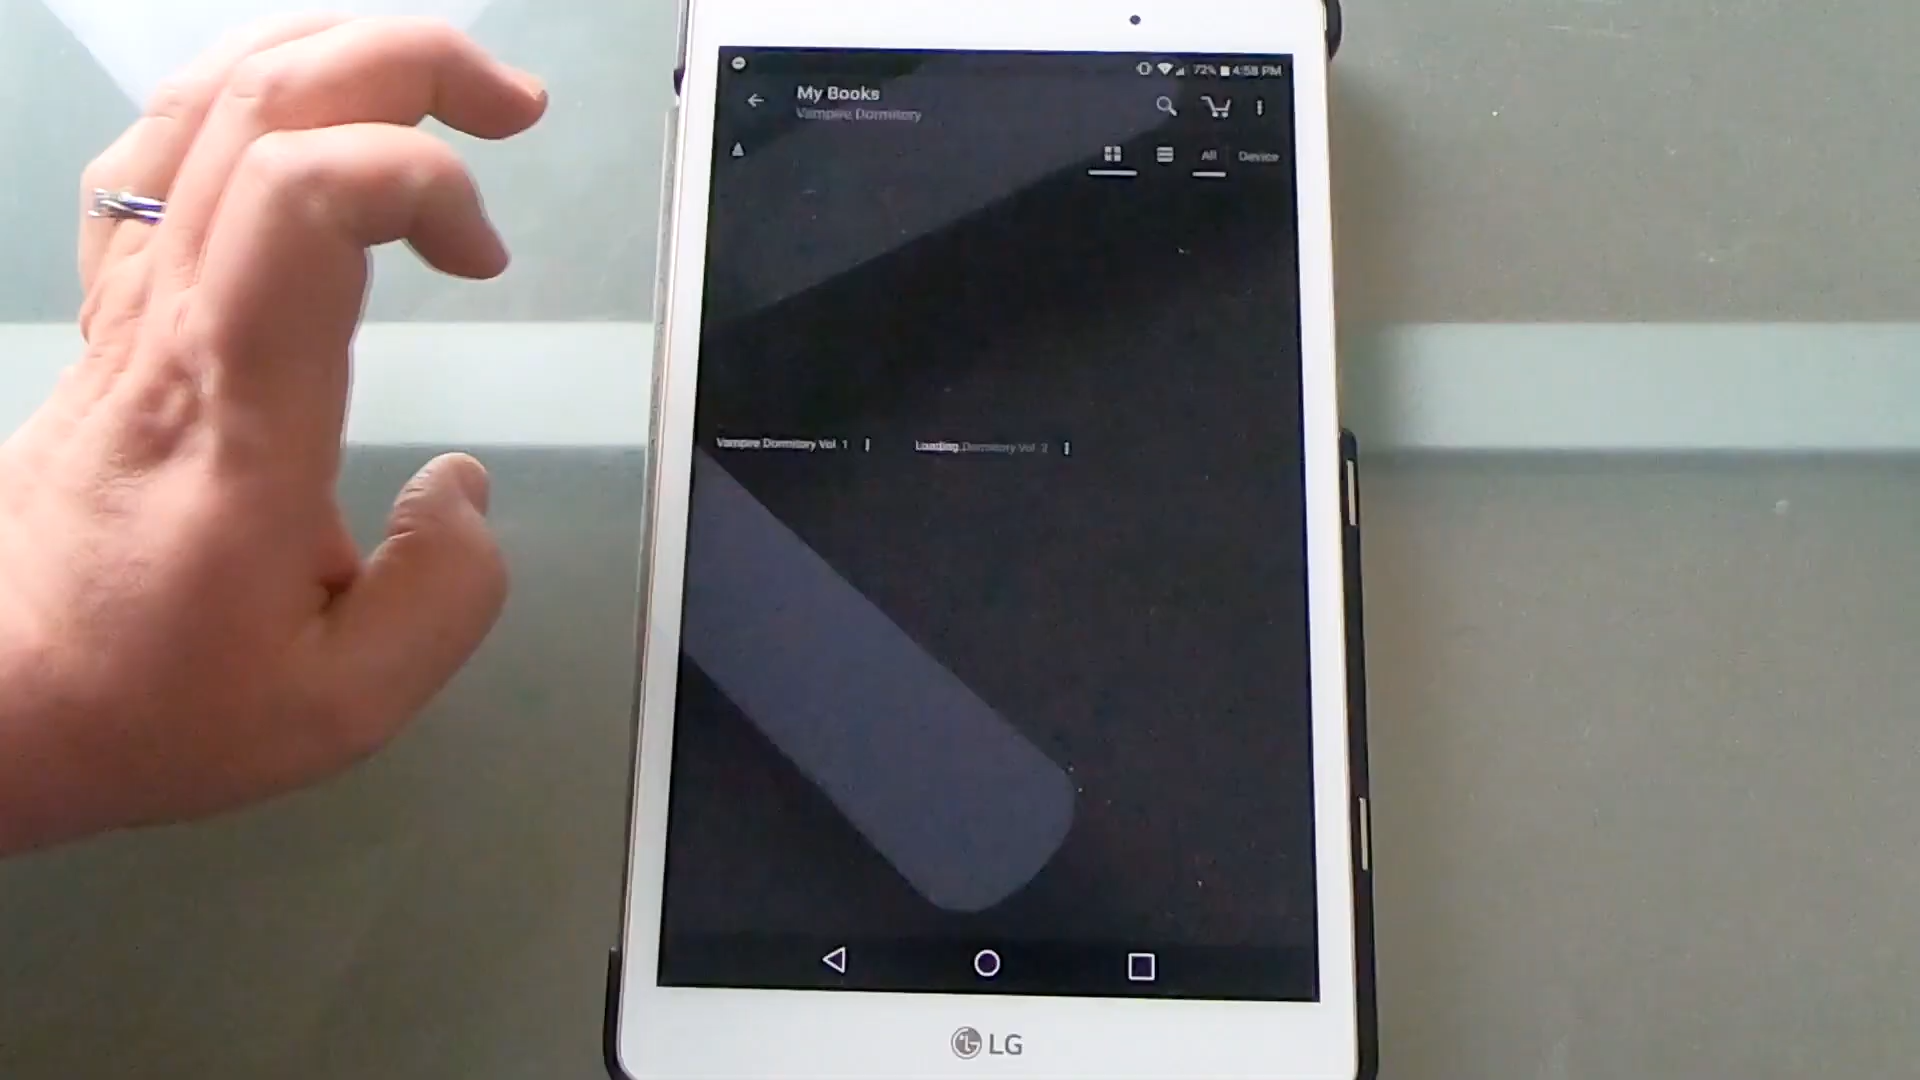 72% 4:58 PM
My Books
Vampire Dormitory
All Device
Vampire Dormitory Vol. 1
Loading Dormitory Vol. 2
LG